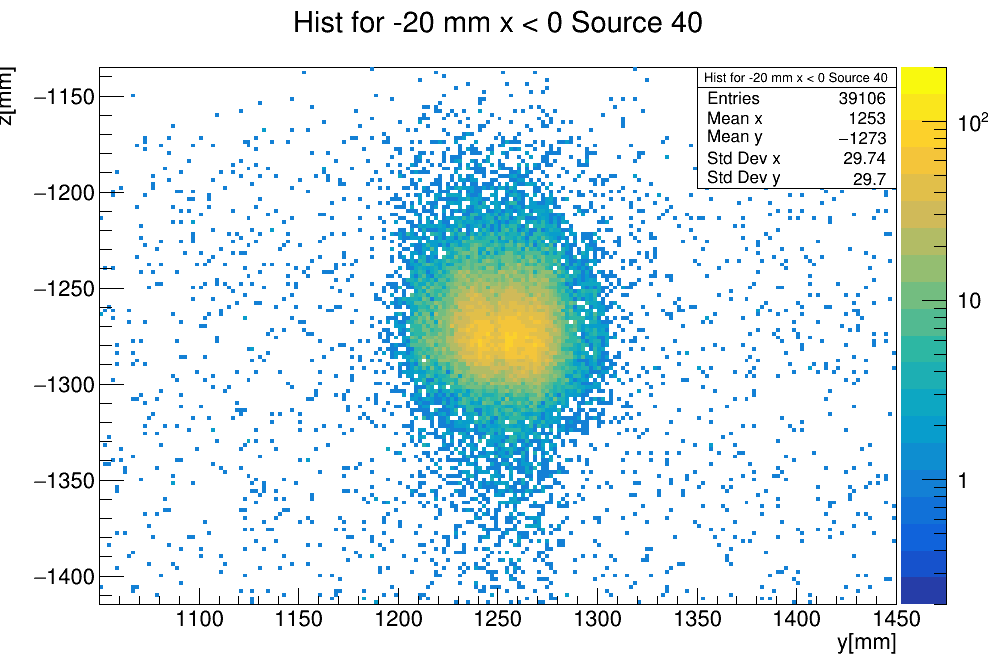 Hist for -20 mm x < 0 Source 40
z[mm]
−1150
−1200
−1250
−1300
−1350
−1400
Hist for -20 mm x < 0 Source 40
Entries 39106
Mean x 1253
Mean y −1273
Std Dev x 29.74
Std Dev y 29.7
10²
10
1
1100 1150 1200 1250 1300 1350 1400 1450
y[mm]